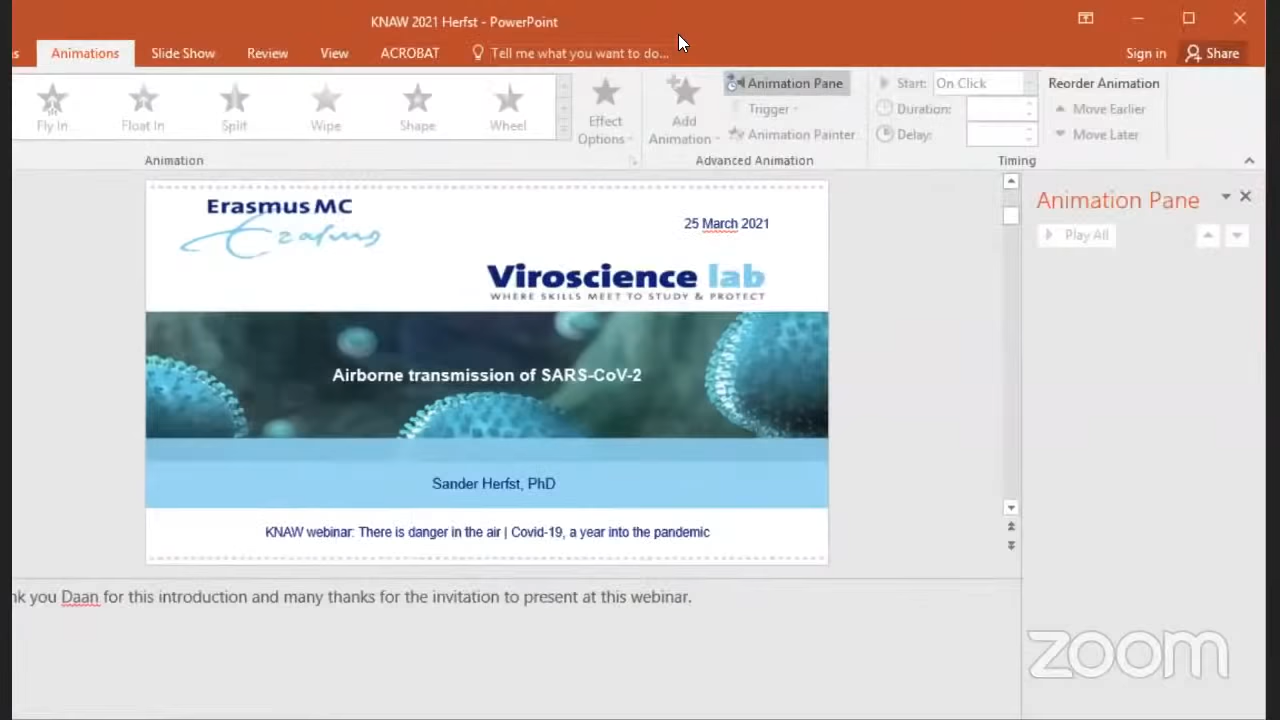 KNAW 2021 Herfst - PowerPoint
s Animations Slide Show Review View ACROBAT Tell me what you want to do... Sign in Share
Fly In Float In Split Wipe Shape Wheel
Effect
Options
Animation
Add
Animation
Animation Pane
Trigger
Animation Painter
Advanced Animation
Start: On Click
Duration:
Delay:
Reorder Animation
Move Earlier
Move Later
Timing
Erasmus MC
Erasmus
25 March 2021
Viroscience lab
WHERE SKILLS MEET TO STUDY & PROTECT
Airborne transmission of SARS-CoV-2
Sander Herfst, PhD
KNAW webinar: There is danger in the air | Covid-19, a year into the pandemic
Animation Pane
Play All
nk you Daan for this introduction and many thanks for the invitation to present at this webinar.
zoom